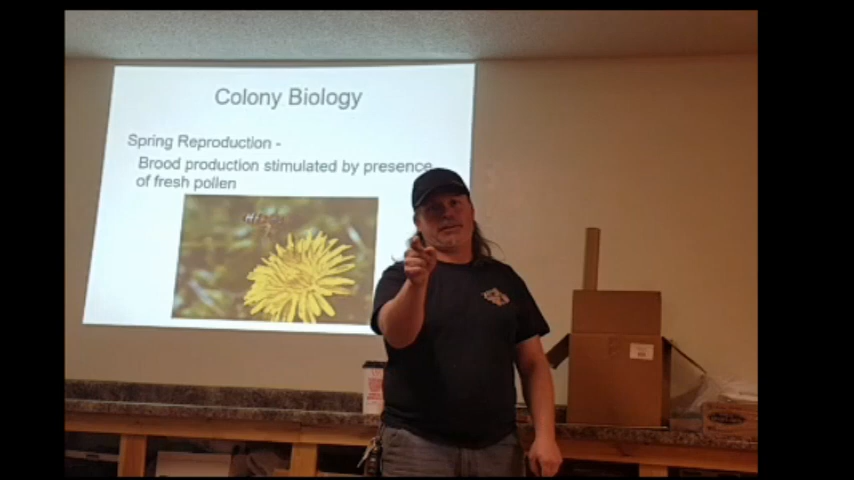 Colony Biology
Spring Reproduction -
Brood production stimulated by presence
of fresh pollen